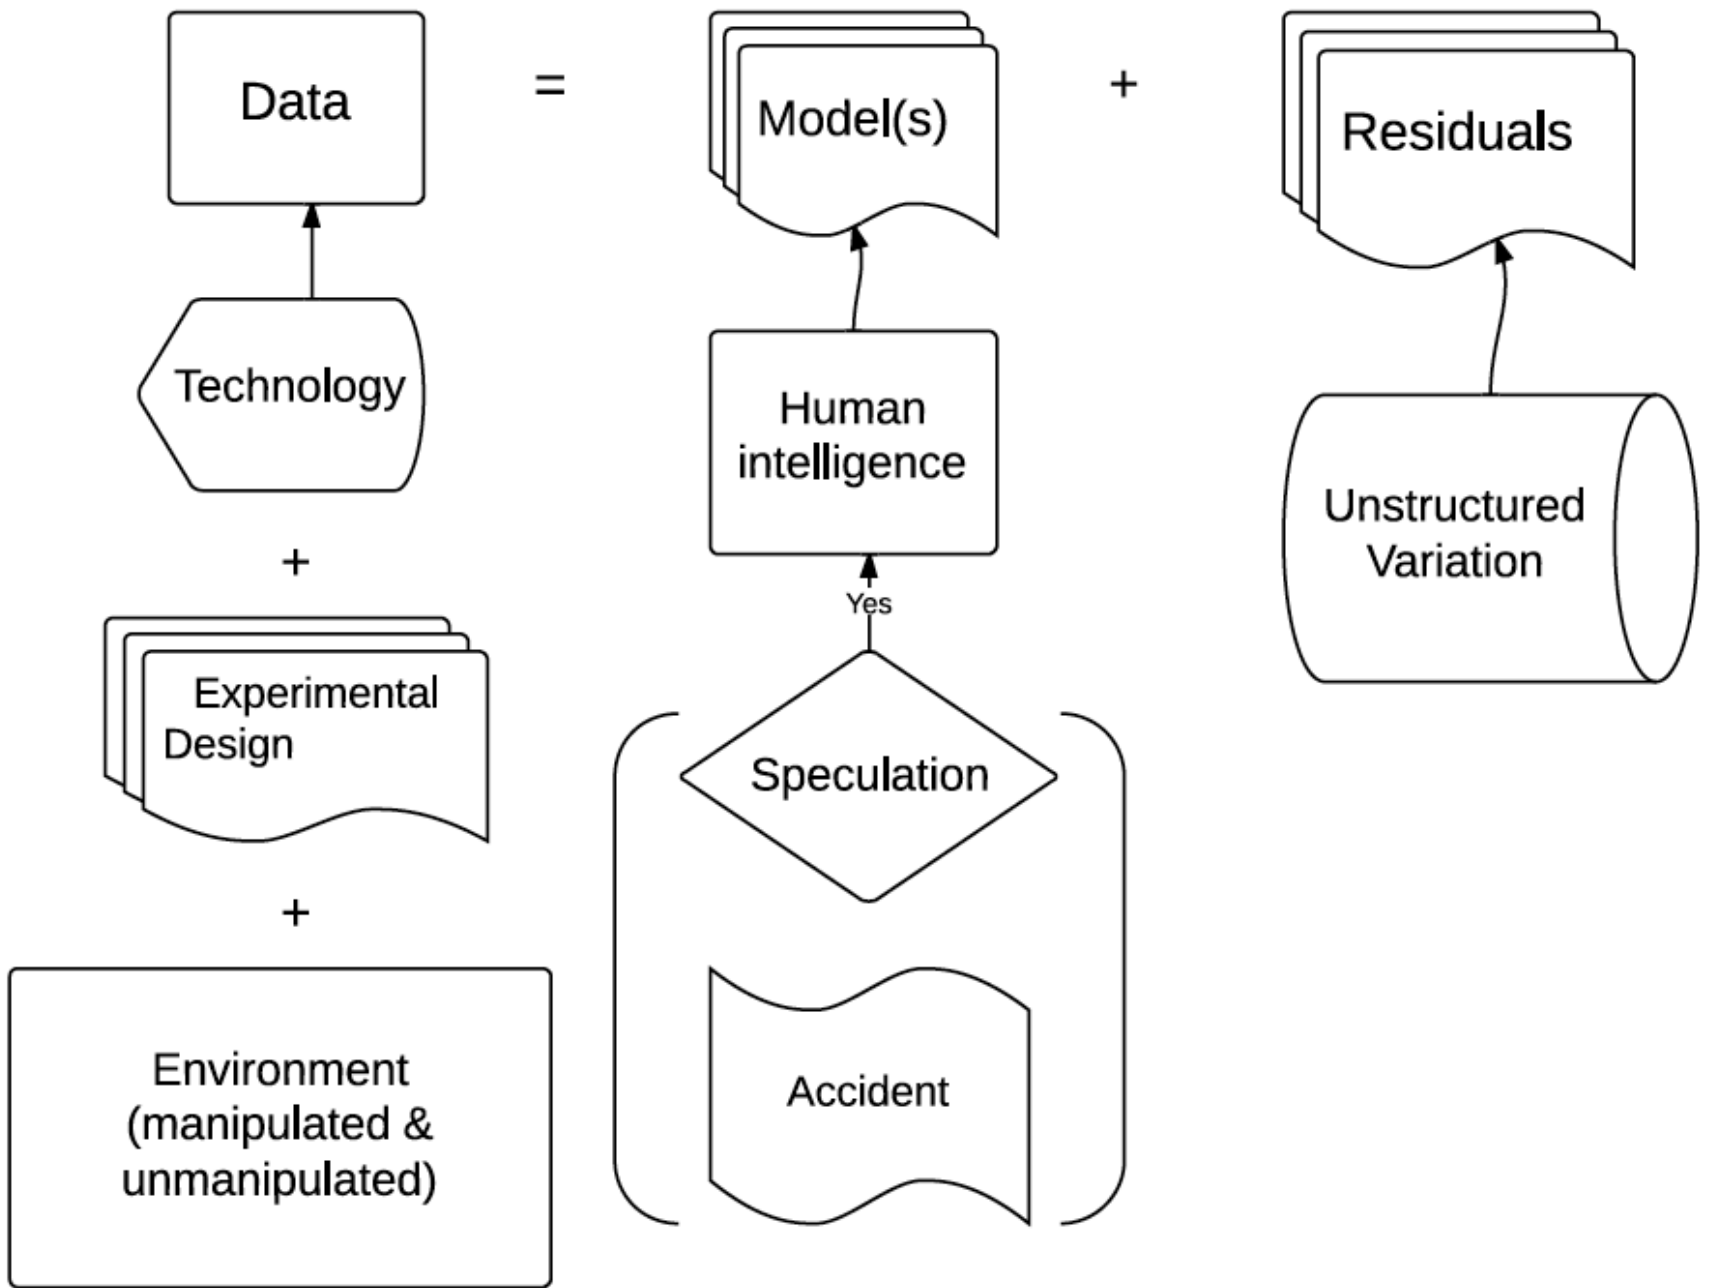 Data
=
Model(s)
+
Residuals
Technology
+
Experimental
Design
+
Environment
(manipulated &
unmanipulated)
Human
intelligence
Yes
Speculation
Accident
Unstructured
Variation